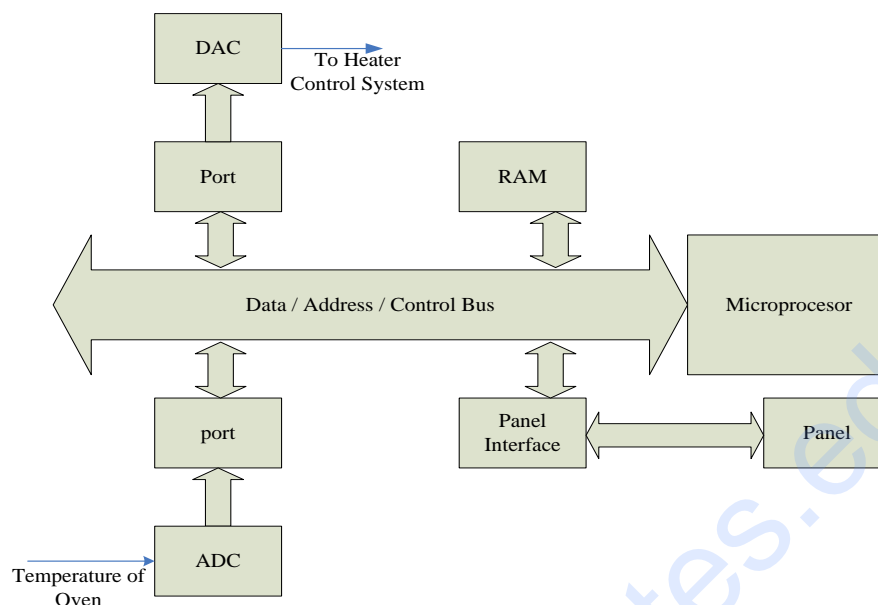 DAC
To Heater
Control System
Port
RAM
Data / Address / Control Bus
Microprocesor
port
Panel
Interface
Panel
ADC
Temperature of
Oven